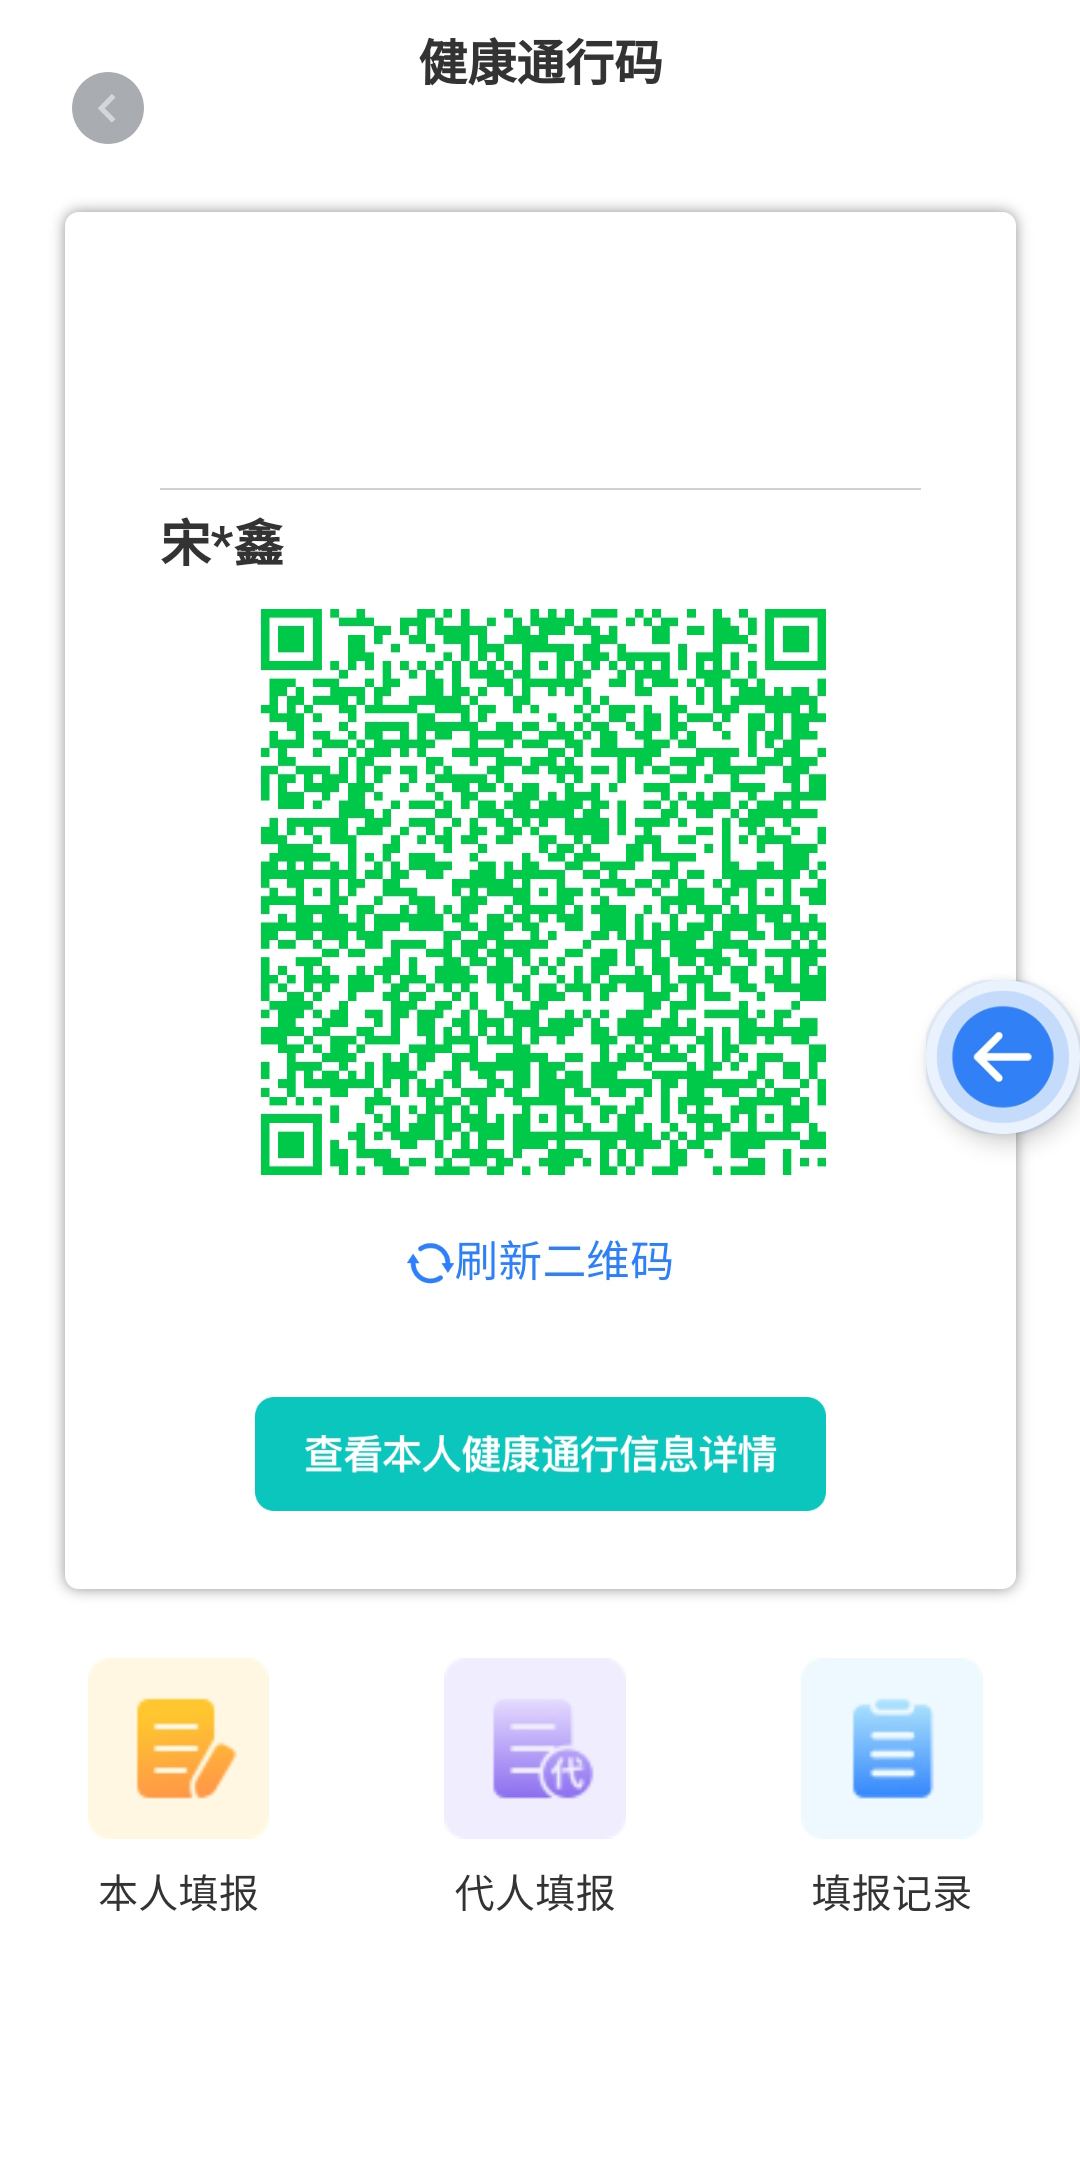 健康通行码
宋*鑫
刷新二维码
查看本人健康通行信息详情
代
本人填报
代人填报
填报记录